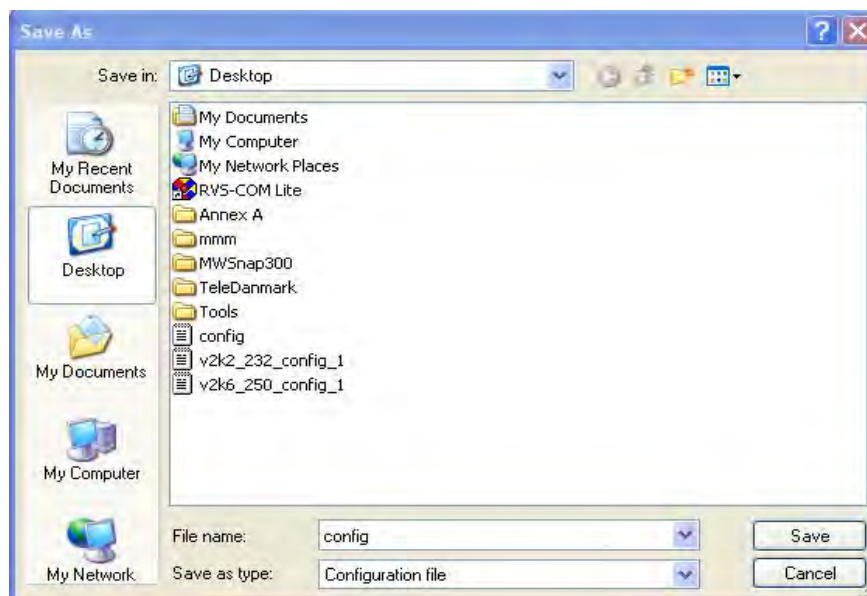 Save As
Save in: Desktop
My Recent
Documents
Desktop
My Documents
My Computer
My Network
My Documents
My Computer
My Network Places
RVS-COM Lite
Annex A
mmm
MWSnap300
TeleDanmark
Tools
config
v2k2_232_config_1
v2k6_250_config_1
File name: config Save
Save as type: Configuration file Cancel